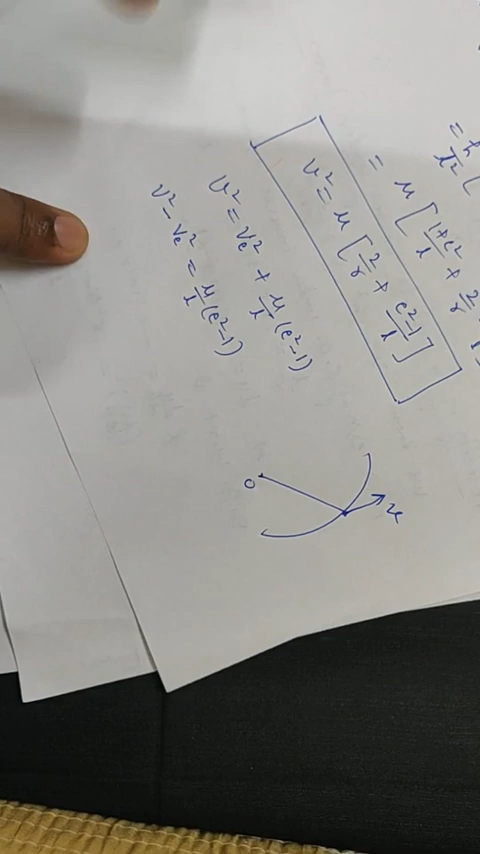 = μ [ (1+e²)/l + 2/r
v² = μ [ 2/r + (e²-1)/l ]
v² = vₑ² + μ/l (e²-1)
v² - vₑ² = μ/l (e²-1)
O
u